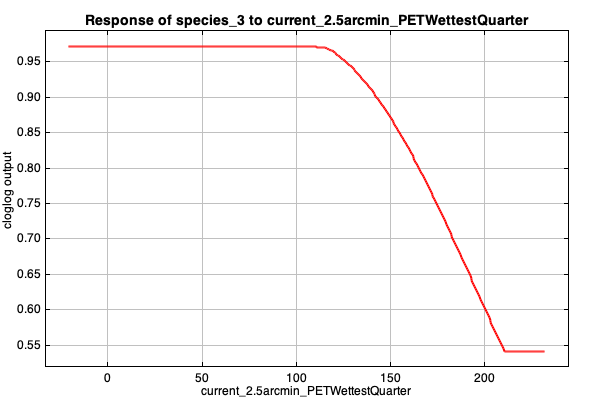 Response of species_3 to current_2.5arcmin_PETWettestQuarter
cloglog output
0.95
0.90
0.85
0.80
0.75
0.70
0.65
0.60
0.55
0 50 100 150 200
current_2.5arcmin_PETWettestQuarter